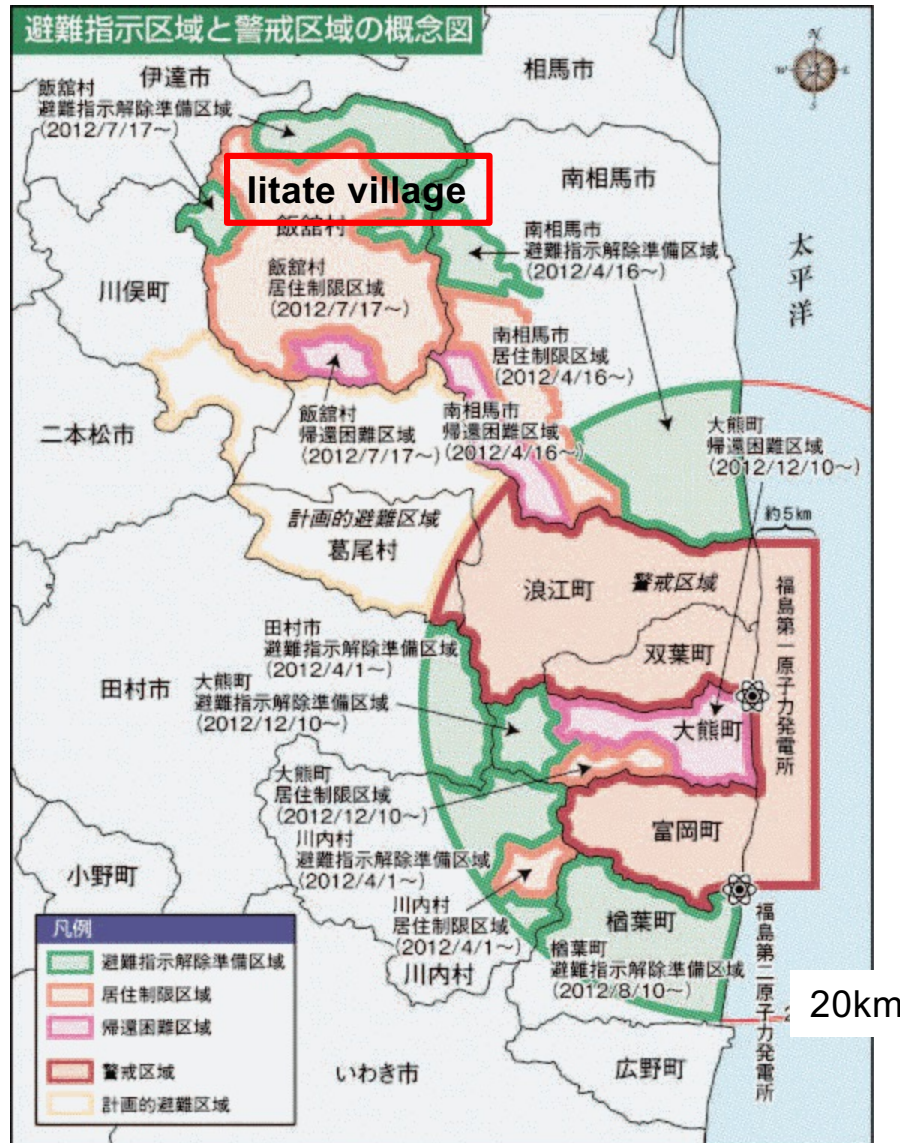 避難指示区域と警戒区域の概念図
伊達市
相馬市
N
W
E
S
飯舘村
避難指示解除準備区域
(2012/7/17~)
Iitate village
飯舘村
南相馬市
南相馬市
避難指示解除準備区域
(2012/4/16~)
太平洋
川俣町
飯舘村
居住制限区域
(2012/7/17~)
南相馬市
居住制限区域
(2012/4/16~)
二本松市
飯舘村
帰還困難区域
(2012/7/17~)
南相馬市
帰還困難区域
(2012/4/16~)
大熊町
帰還困難区域
(2012/12/10~)
約5km
計画的避難区域
葛尾村
浪江町
警戒区域
福島第一原子力発電所
双葉町
田村市
田村市
避難指示解除準備区域
(2012/4/1~)
大熊町
避難指示解除準備区域
(2012/12/10~)
大熊町
大熊町
居住制限区域
(2012/12/10~)
富岡町
川内村
避難指示解除準備区域
(2012/4/1~)
小野町
川内村
居住制限区域
(2012/4/1~)
川内村
楢葉町
楢葉町
避難指示解除準備区域
(2012/8/10~)
福島第二原子力発電所
20km
凡例
避難指示解除準備区域
居住制限区域
帰還困難区域
警戒区域
計画的避難区域
いわき市
広野町